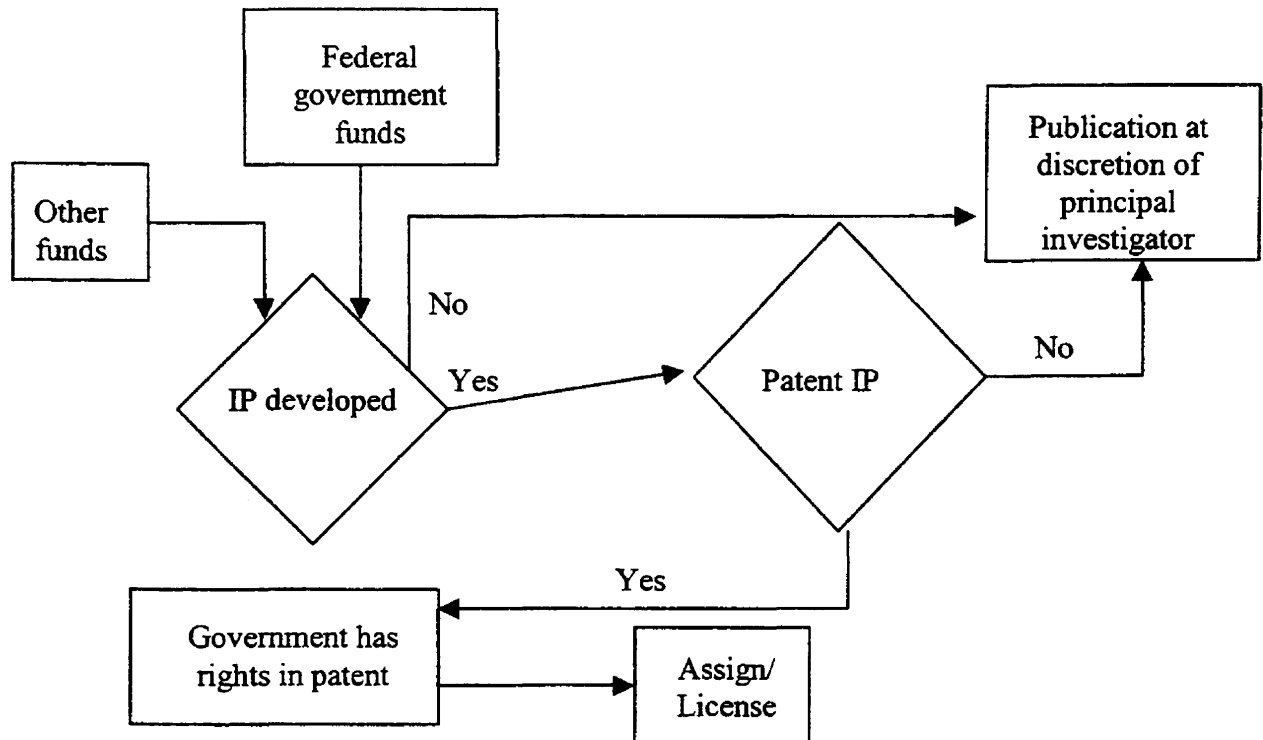 Federal
government
funds
Other
funds
Publication at
discretion of
principal
investigator
No
Yes
IP developed
Patent IP
No
Yes
Government has
rights in patent
Assign/
License